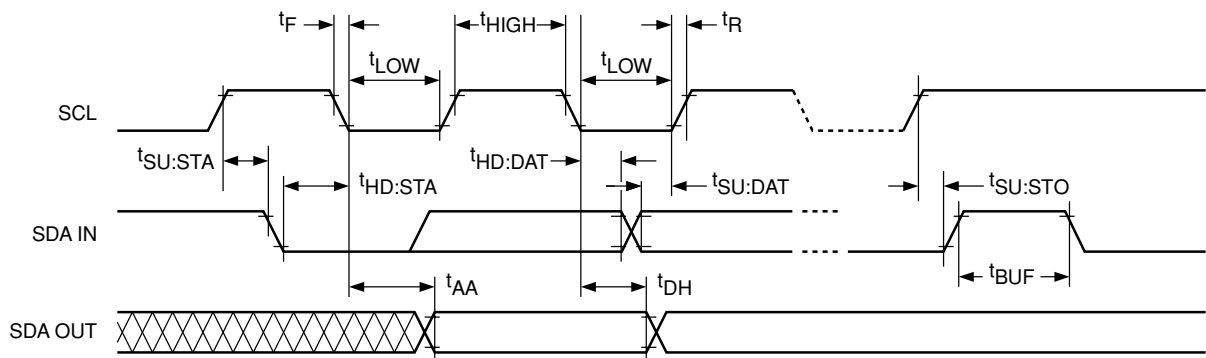 tF
tHIGH
tR
tLOW
tLOW
SCL
tSU:STA
tHD:DAT
tHD:STA
tSU:DAT
tSU:STO
SDA IN
tBUF
tAA
tDH
SDA OUT